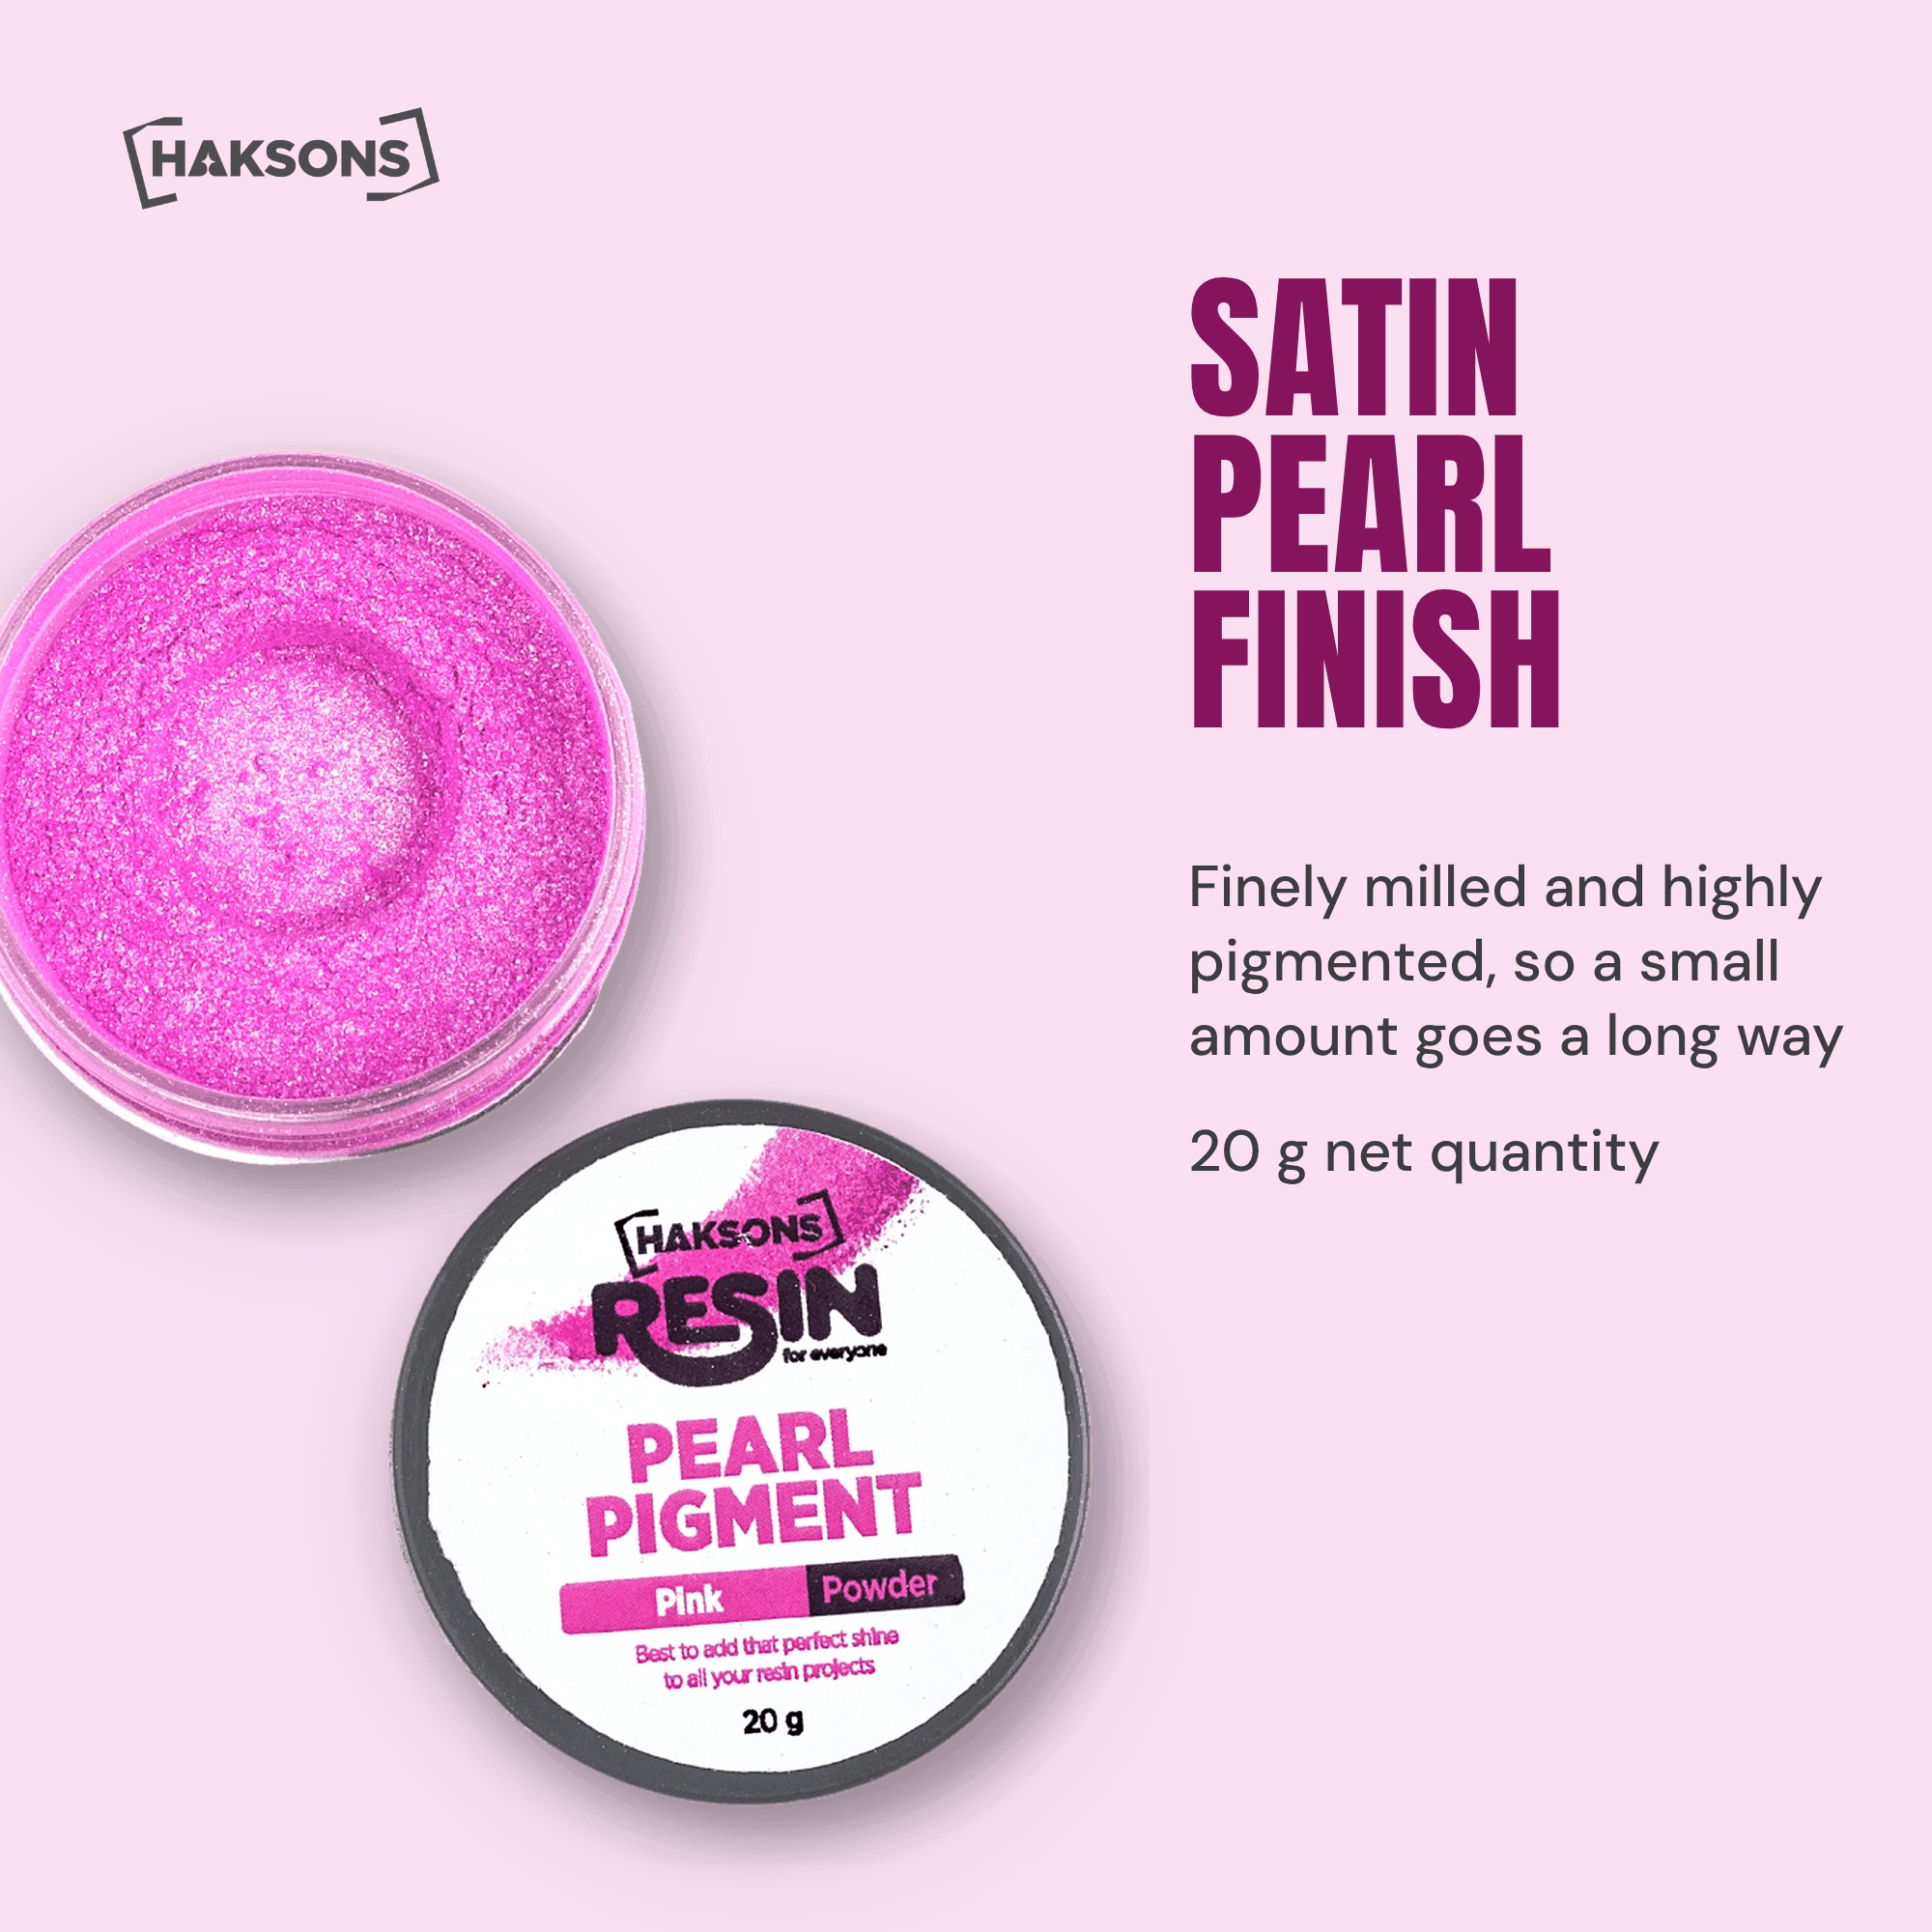 HAKSONS
SATIN
PEARL
FINISH
Finely milled and highly
pigmented, so a small
amount goes a long way
20 g net quantity
HAKSONS
RESIN
for everyone
PEARL
PIGMENT
Pink Powder
Best to add that perfect shine
to all your resin projects
20 g